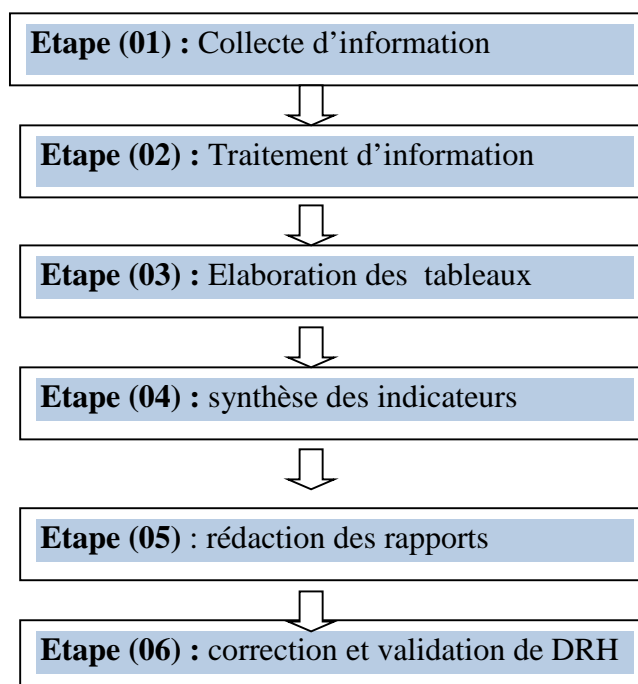 Etape (01) : Collecte d’information
Etape (02) : Traitement d’information
Etape (03) : Elaboration des  tableaux
Etape (04) : synthèse des indicateurs
Etape (05) : rédaction des rapports
Etape (06) : correction et validation de DRH